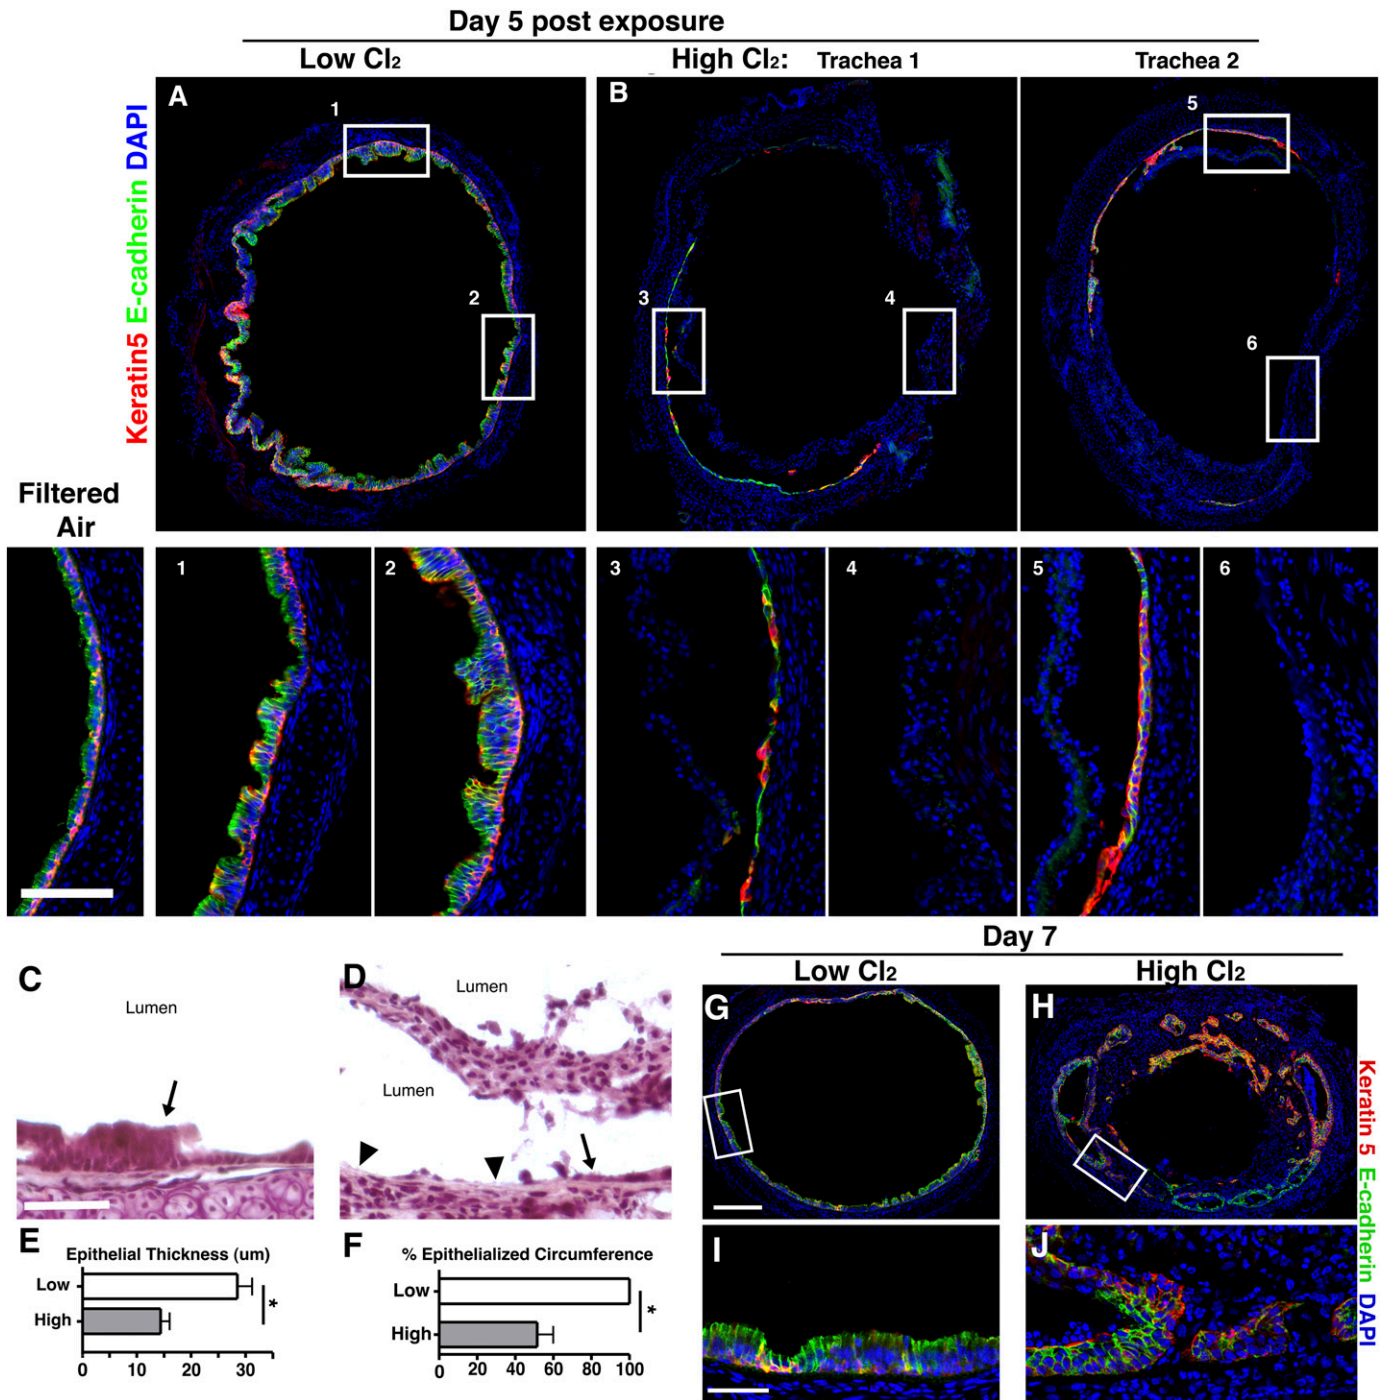 Day 5 post exposure
Low Cl2
High Cl2: Trachea 1
Trachea 2
Keratin5 E-cadherin DAPI
A
1
2
B
3
4
5
6
Filtered
Air
1
2
3
4
5
6
Day 7
Low Cl2
High Cl2
C
Lumen
D
Lumen
Lumen
G
H
Keratin 5 E-cadherin DAPI
E
Epithelial Thickness (um)
Low
High
*
0 10 20 30
F
% Epithelialized Circumference
Low
High
*
0 20 40 60 80 100
I
J